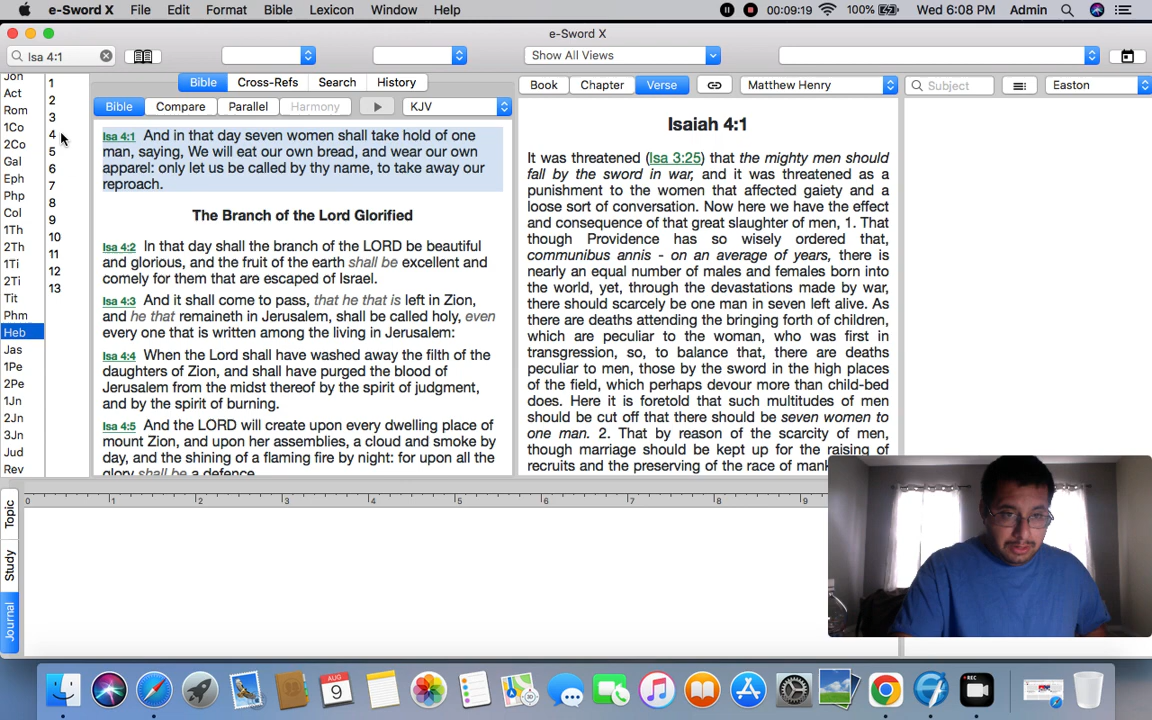 e-Sword X File Edit Format Bible Lexicon Window Help 00:09:19 100% Wed 6:08 PM Admin
e-Sword X
Isa 4:1 Show All Views
Bible Cross-Refs Search History
Book Chapter Verse Matthew Henry Subject Easton
Bible Compare Parallel Harmony KJV
Jon
Act
Rom
1Co
2Co
Gal
Eph
Php
Col
1Th
2Th
1Ti
2Ti
Tit
Phm
Heb
Jas
1Pe
2Pe
1Jn
2Jn
3Jn
Jud
Rev
1
2
3
4
5
6
7
8
9
10
11
12
13
Isa 4:1 And in that day seven women shall take hold of one
man, saying, We will eat our own bread, and wear our own
apparel: only let us be called by thy name, to take away our
reproach.
The Branch of the Lord Glorified
Isa 4:2 In that day shall the branch of the LORD be beautiful
and glorious, and the fruit of the earth shall be excellent and
comely for them that are escaped of Israel.
Isa 4:3 And it shall come to pass, that he that is left in Zion,
and he that remaineth in Jerusalem, shall be called holy, even
every one that is written among the living in Jerusalem:
Isa 4:4 When the Lord shall have washed away the filth of the
daughters of Zion, and shall have purged the blood of
Jerusalem from the midst thereof by the spirit of judgment,
and by the spirit of burning.
Isa 4:5 And the LORD will create upon every dwelling place of
mount Zion, and upon her assemblies, a cloud and smoke by
day, and the shining of a flaming fire by night: for upon all the
glory shall be a defence.
Isaiah 4:1
It was threatened (Isa 3:25) that the mighty men should
fall by the sword in war, and it was threatened as a
punishment to the women that affected gaiety and a
loose sort of conversation. Now here we have the effect
and consequence of that great slaughter of men, 1. That
though Providence has so wisely ordered that,
communibus annis - on an average of years, there is
nearly an equal number of males and females born into
the world, yet, through the devastations made by war,
there should scarcely be one man in seven left alive. As
there are deaths attending the bringing forth of children,
which are peculiar to the woman, who was first in
transgression, so, to balance that, there are deaths
peculiar to men, those by the sword in the high places
of the field, which perhaps devour more than child-bed
does. Here it is foretold that such multitudes of men
should be cut off that there should be seven women to
one man. 2. That by reason of the scarcity of men,
though marriage should be kept up for the raising of
recruits and the preserving of the race of
0 1 2 3 4 5 6 7 8 9
Topic
Study
Journal
AUG
9
REC